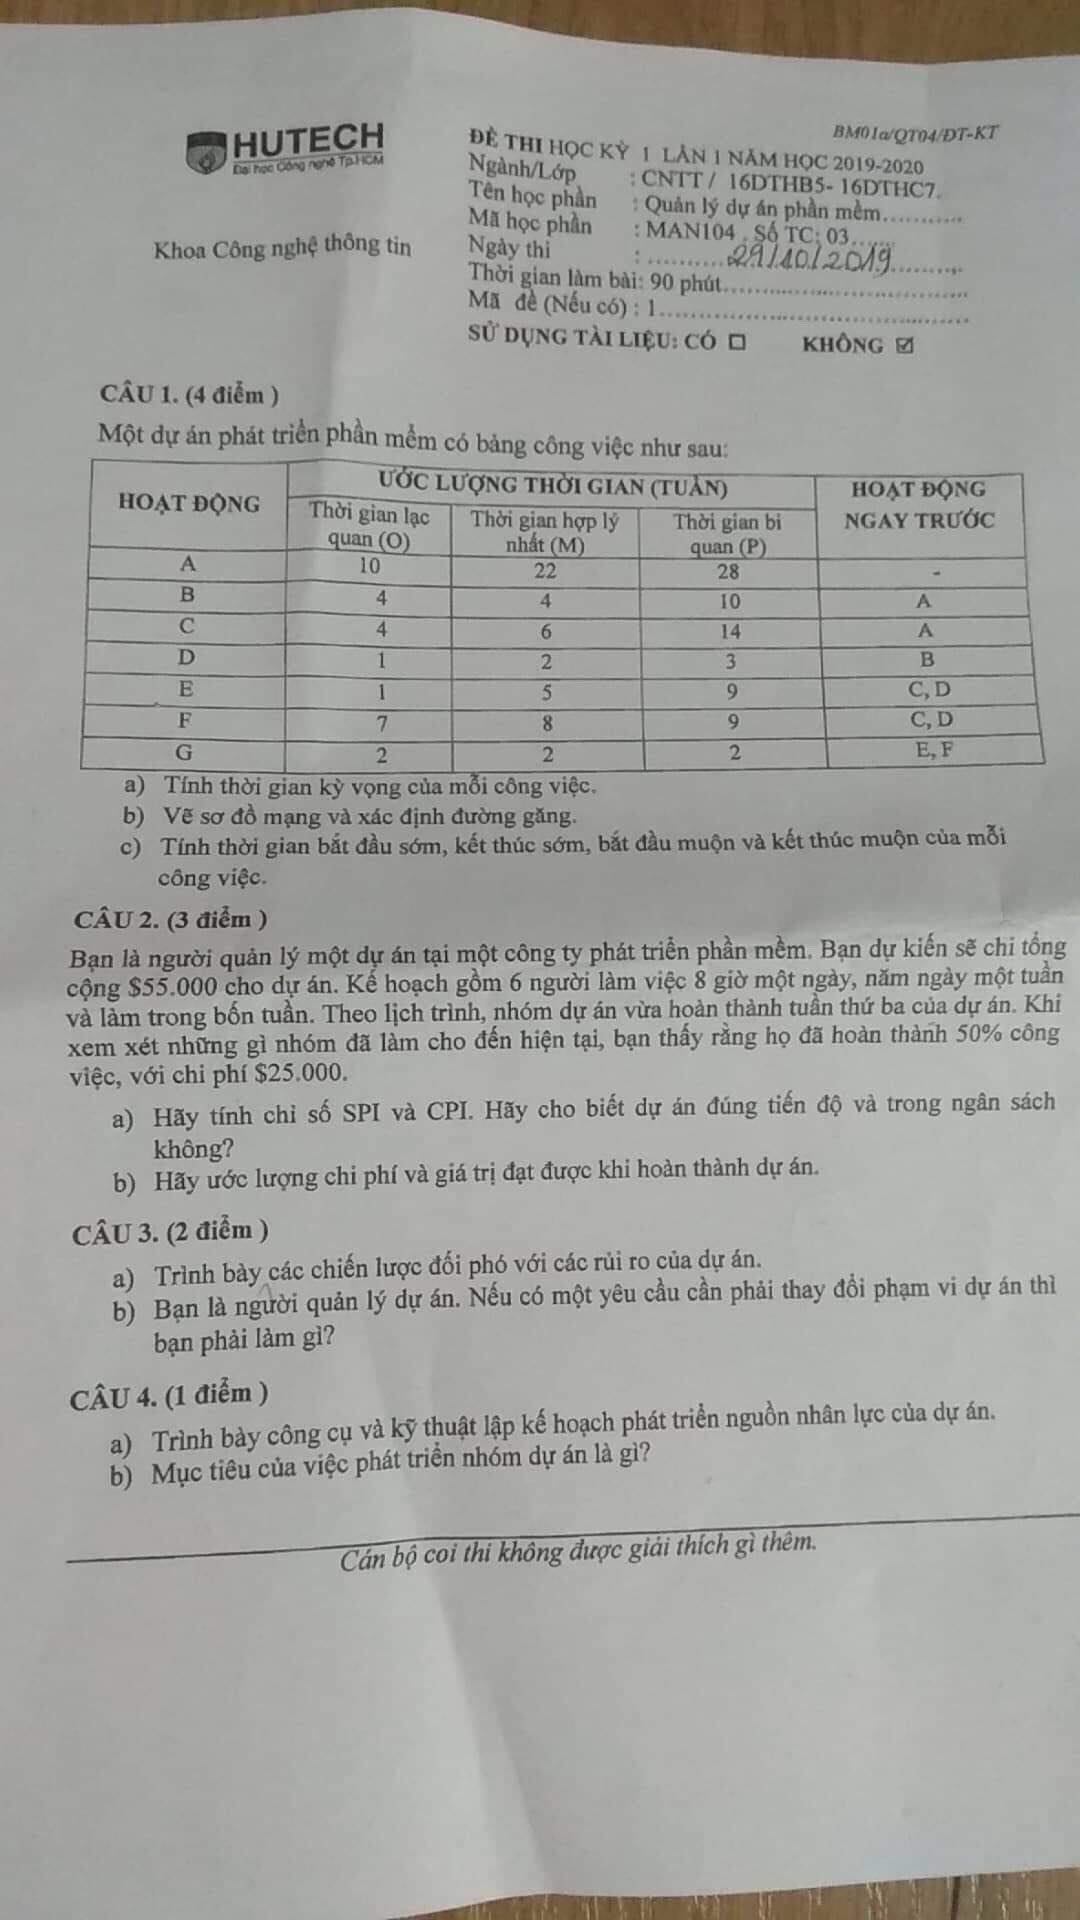 HUTECH
Đại học Công nghệ Tp.HCM
Khoa Công nghệ thông tin
BM01a/QT04/ĐT-KT
ĐỀ THI HỌC KỲ 1 LẦN 1 NĂM HỌC 2019-2020
Ngành/Lớp : CNTT / 16DTHB5- 16DTHC7.
Tên học phần : Quản lý dự án phần mềm............
Mã học phần : MAN104 . Số TC: 03......
Ngày thi : ..........29/10/2019..........
Thời gian làm bài: 90 phút...............................
Mã đề (Nếu có) : 1.......................................
SỬ DỤNG TÀI LIỆU: CÓ ☐ KHÔNG ☑
CÂU 1. (4 điểm )
Một dự án phát triển phần mềm có bảng công việc như sau:
HOẠT ĐỘNG ƯỚC LƯỢNG THỜI GIAN (TUẦN) HOẠT ĐỘNG NGAY TRƯỚC
Thời gian lạc quan (O) Thời gian hợp lý nhất (M) Thời gian bi quan (P)
A 10 22 28 -
B 4 4 10 A
C 4 6 14 A
D 1 2 3 B
E 1 5 9 C, D
F 7 8 9 C, D
G 2 2 2 E, F
a) Tính thời gian kỳ vọng của mỗi công việc.
b) Vẽ sơ đồ mạng và xác định đường găng.
c) Tính thời gian bắt đầu sớm, kết thúc sớm, bắt đầu muộn và kết thúc muộn của mỗi
công việc.
CÂU 2. (3 điểm )
Bạn là người quản lý một dự án tại một công ty phát triển phần mềm. Bạn dự kiến sẽ chi tổng
cộng $55.000 cho dự án. Kế hoạch gồm 6 người làm việc 8 giờ một ngày, năm ngày một tuần
và làm trong bốn tuần. Theo lịch trình, nhóm dự án vừa hoàn thành tuần thứ ba của dự án. Khi
xem xét những gì nhóm đã làm cho đến hiện tại, bạn thấy rằng họ đã hoàn thành 50% công
việc, với chi phí $25.000.
a) Hãy tính chỉ số SPI và CPI. Hãy cho biết dự án đúng tiến độ và trong ngân sách
không?
b) Hãy ước lượng chi phí và giá trị đạt được khi hoàn thành dự án.
CÂU 3. (2 điểm )
a) Trình bày các chiến lược đối phó với các rủi ro của dự án.
b) Bạn là người quản lý dự án. Nếu có một yêu cầu cần phải thay đổi phạm vi dự án thì
bạn phải làm gì?
CÂU 4. (1 điểm )
a) Trình bày công cụ và kỹ thuật lập kế hoạch phát triển nguồn nhân lực của dự án.
b) Mục tiêu của việc phát triển nhóm dự án là gì?
Cán bộ coi thi không được giải thích gì thêm.